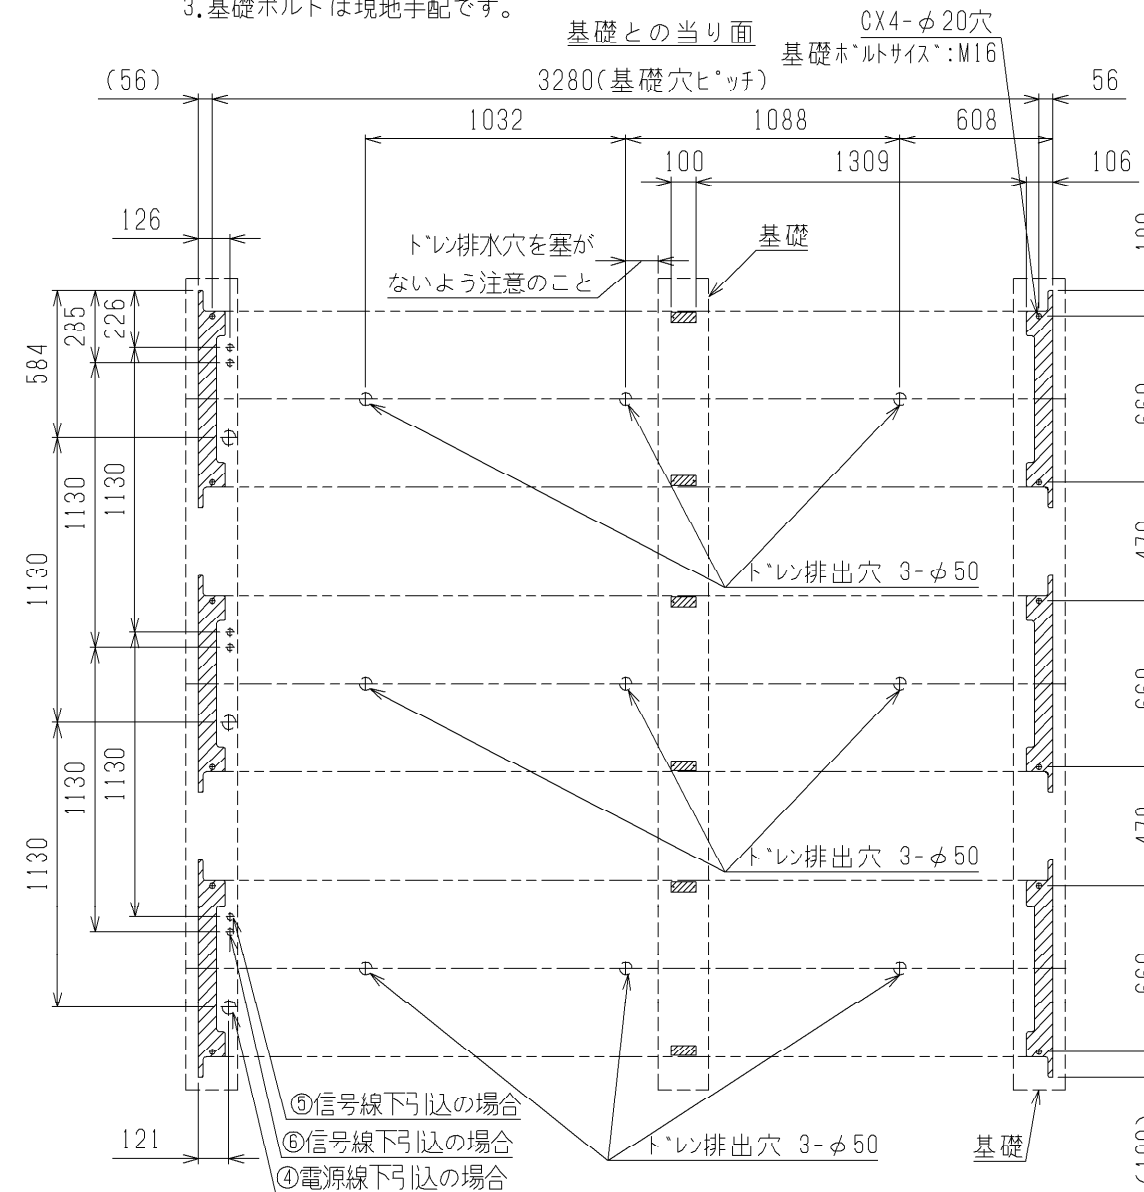 3.基礎ボルトは現地手配です。
基礎との当り面
CX4-φ20穴
基礎ボルトサイズ:M16
(56)
3280(基礎穴ピッチ)
56
1032
1088
608
100
1309
106
126
ドレン排水穴を塞が
ないよう注意のこと
基礎
584
285
226
1130
1130
1130
1130
1130
1130
ドレン排出穴 3-φ50
ドレン排出穴 3-φ50
ドレン排出穴 3-φ50
660
470
660
470
660
⑤信号線下引込の場合
⑥信号線下引込の場合
④電源線下引込の場合
121
基礎